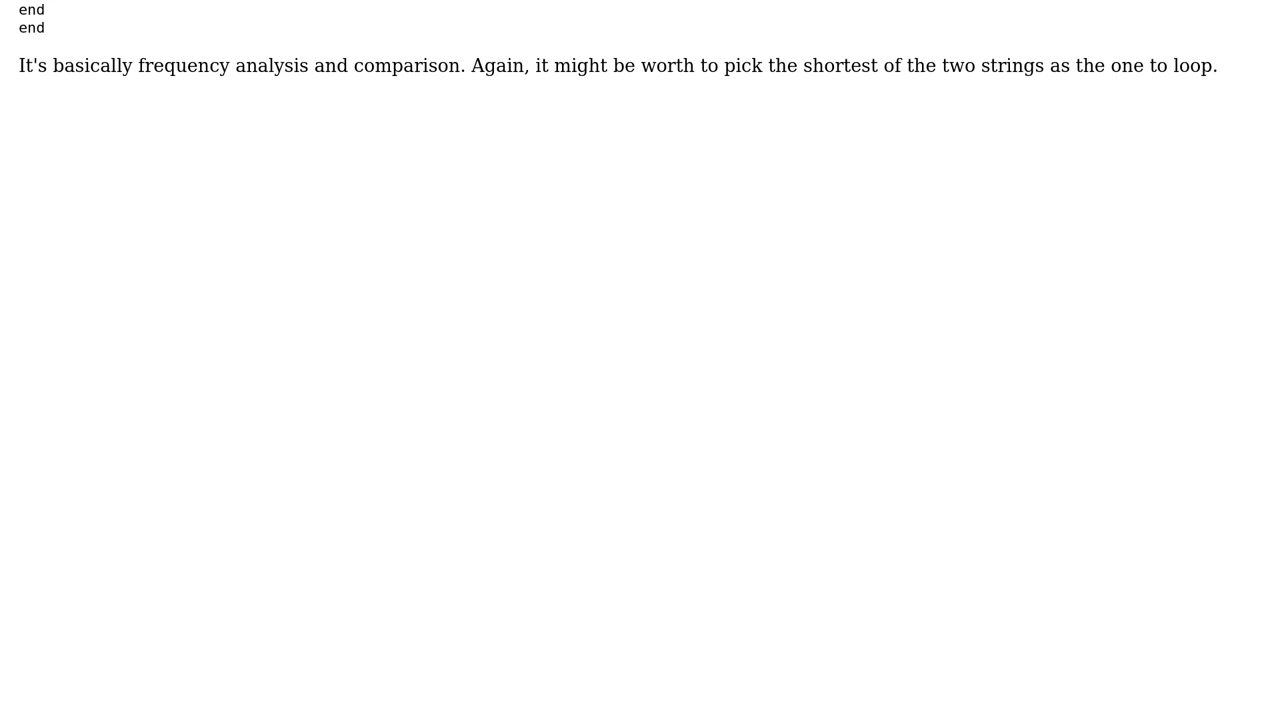 end
end
It's basically frequency analysis and comparison. Again, it might be worth to pick the shortest of the two strings as the one to loop.